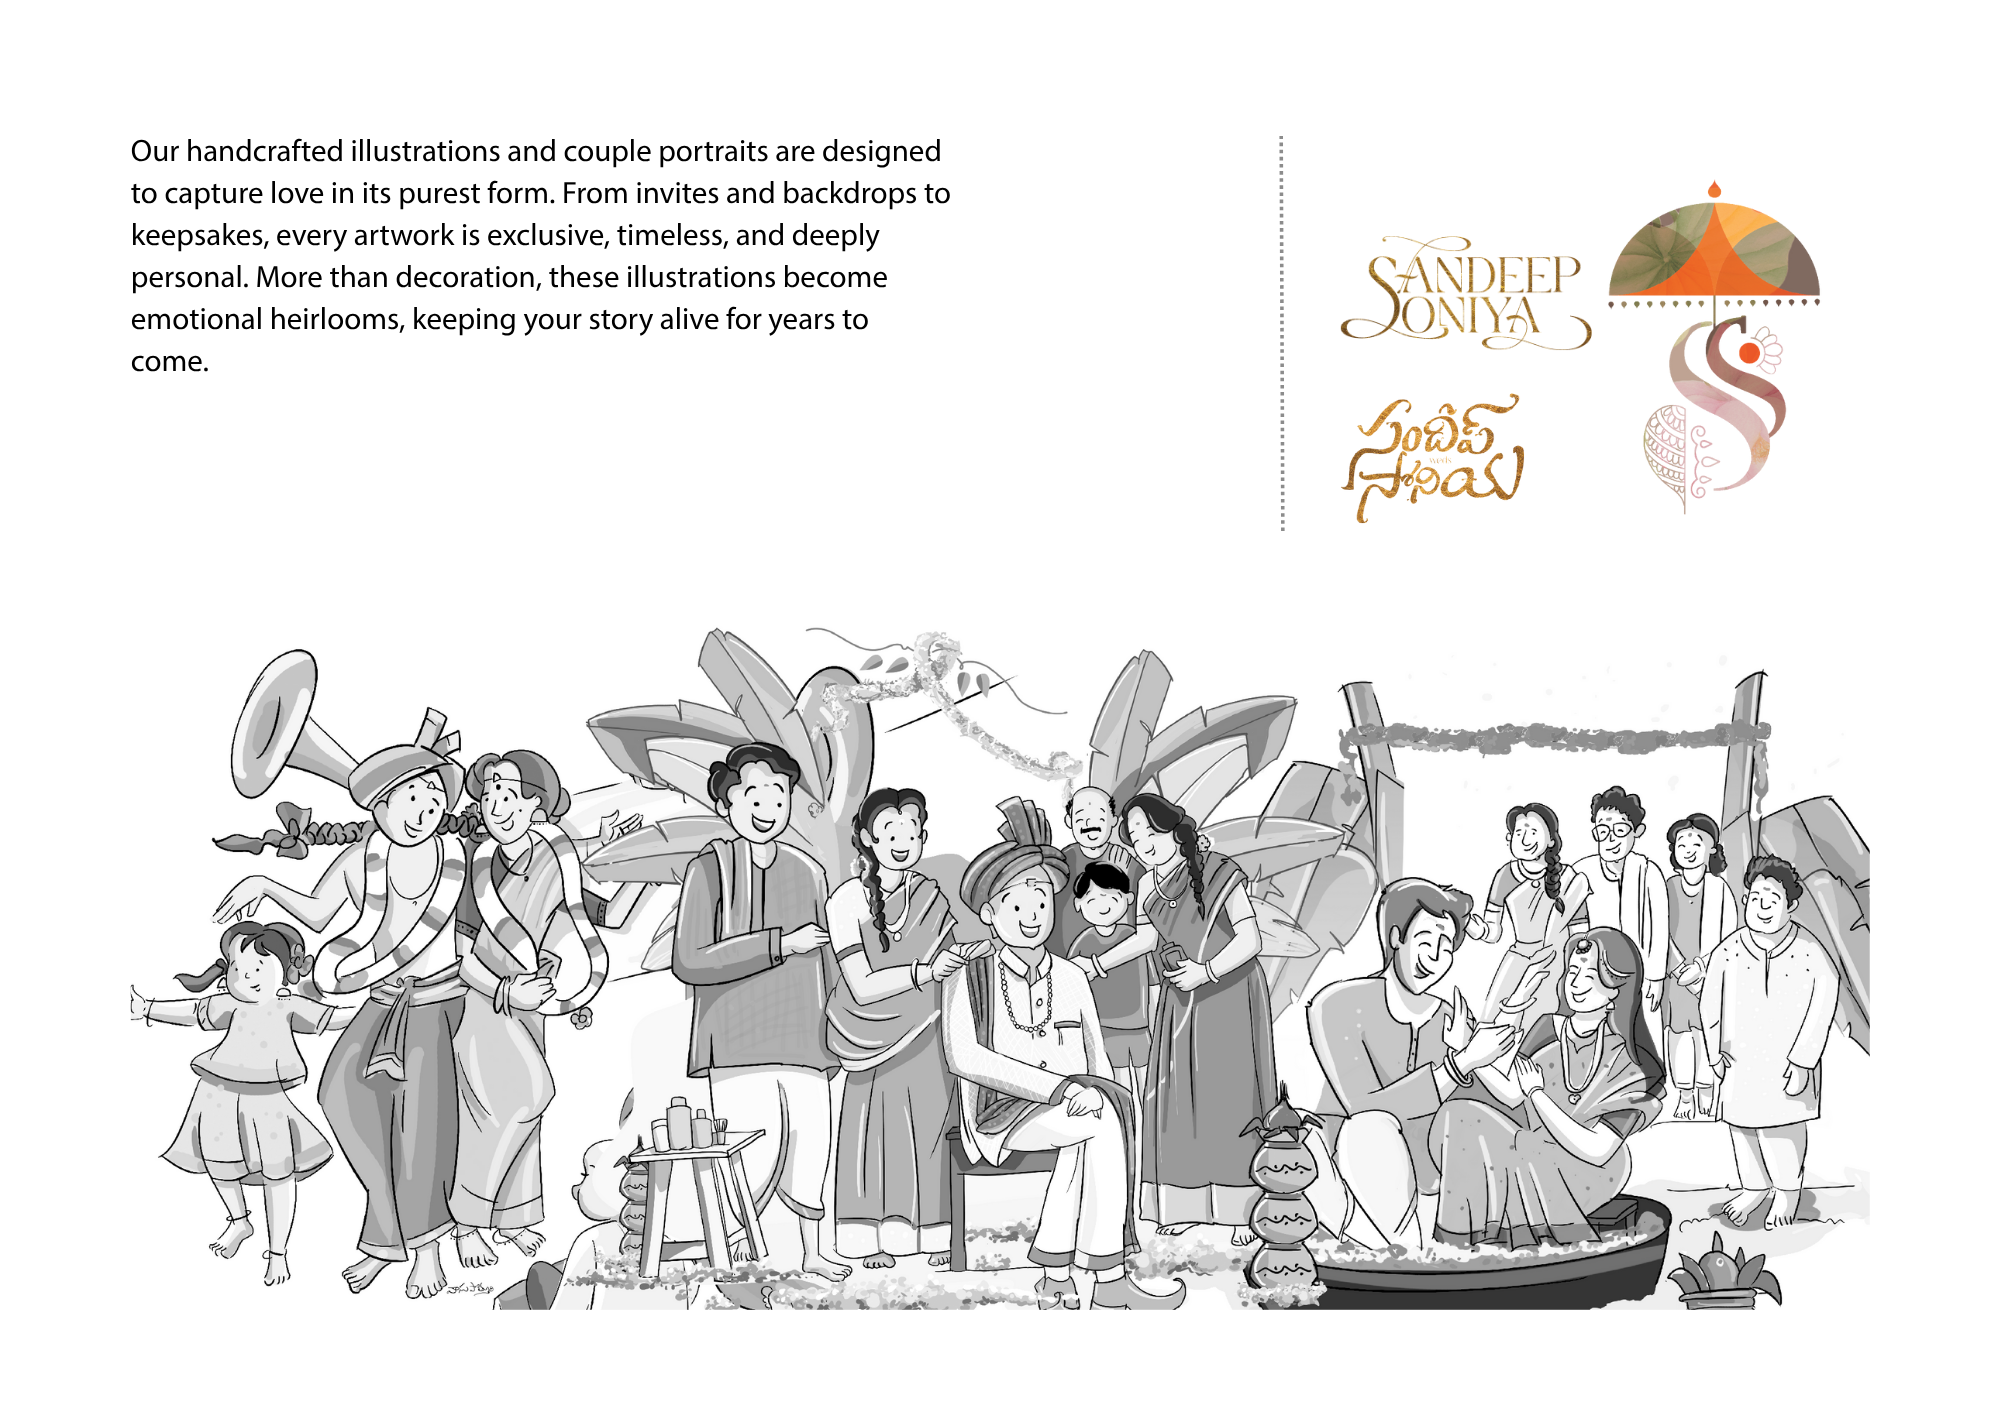 Our handcrafted illustrations and couple portraits are designed
to capture love in its purest form. From invites and backdrops to
keepsakes, every artwork is exclusive, timeless, and deeply
personal. More than decoration, these illustrations become
emotional heirlooms, keeping your story alive for years to
come.
SANDEEP
SONIYA
సందీప్
weds
సోనియ